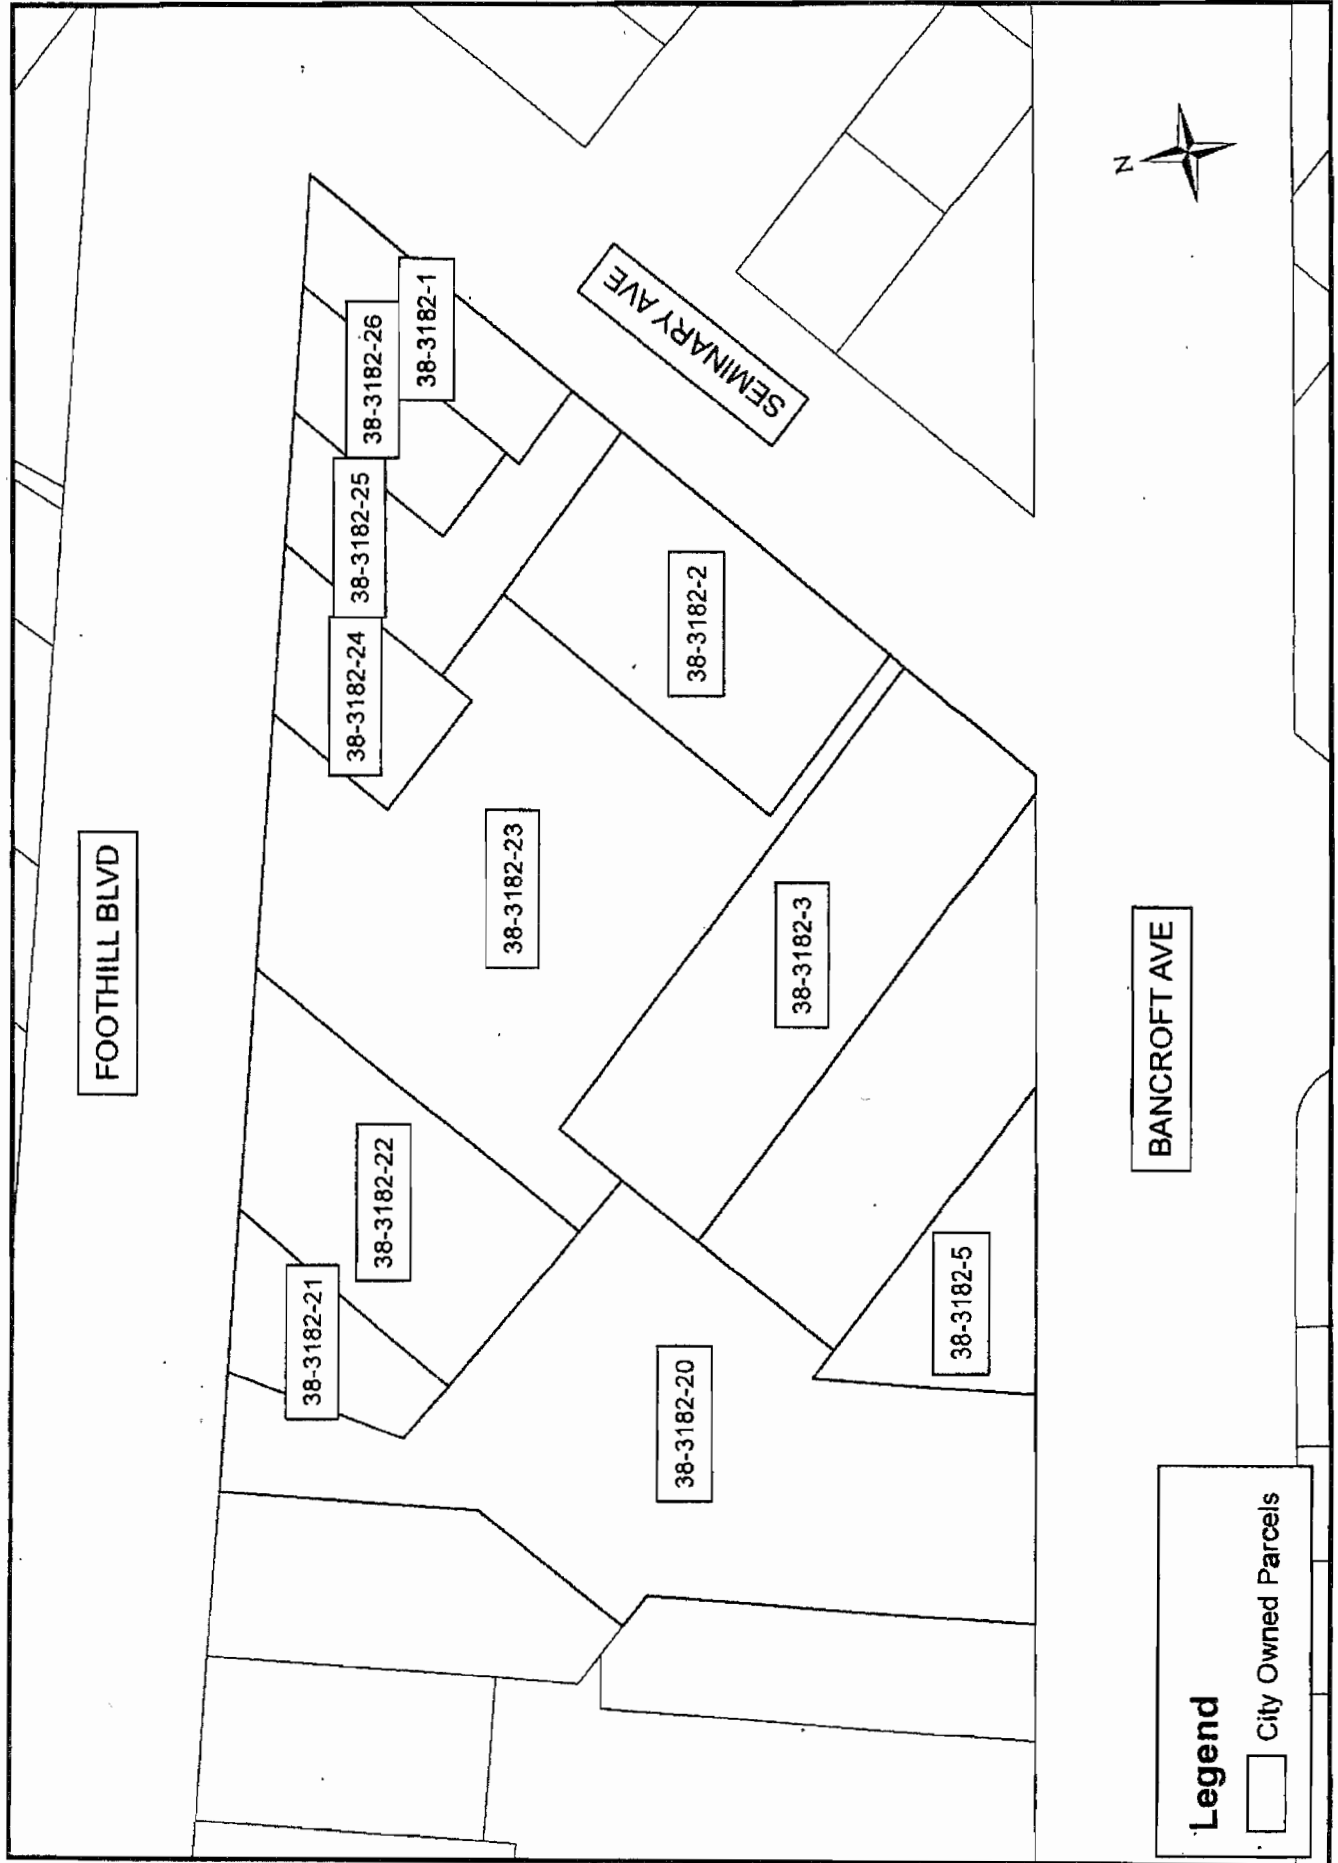 FOOTHILL BLVD
38-3182-21
38-3182-22
38-3182-23
38-3182-24
38-3182-25
38-3182-26
38-3182-1
38-3182-20
38-3182-3
38-3182-2
SEMINARY AVE
38-3182-5
BANCROFT AVE
N
Legend
City Owned Parcels